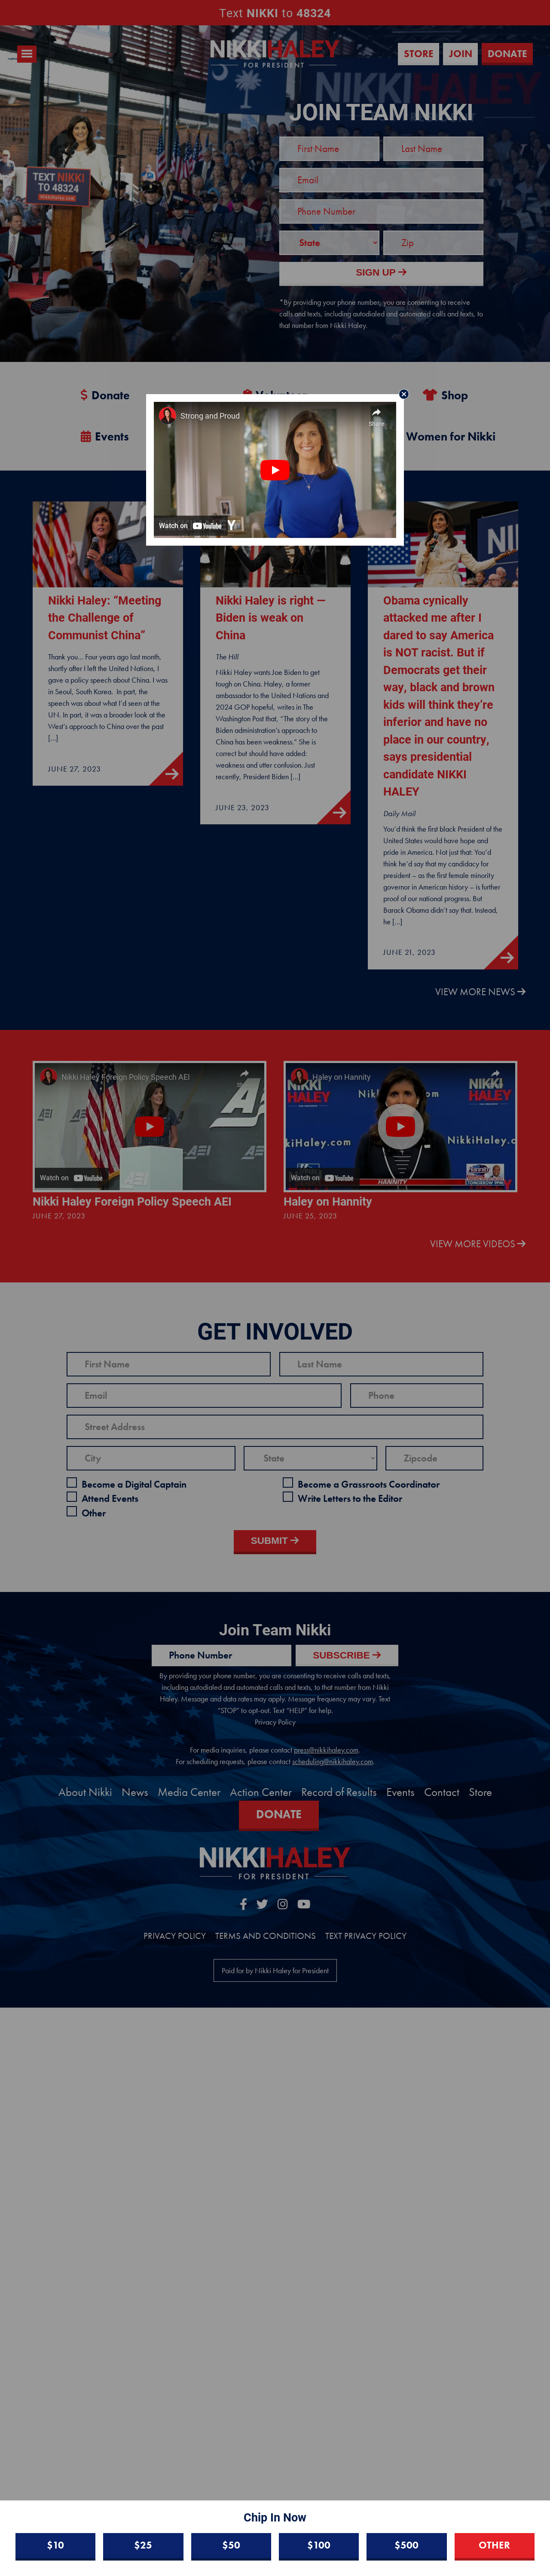 Text NIKKI to 48324
NIKKIHALEY
FOR PRESIDENT
STORE
JOIN
DONATE
TEXT NIKKI
TO 48324
JOIN TEAM NIKKI
First Name
Last Name
Email
Phone Number
State
Zip
SIGN UP →
*By providing your phone number, you are consenting to receive
calls and texts, including autodialed and automated calls and texts, to
that number from Nikki Haley.
Donate
Shop
Events
Women for Nikki
Strong and Proud
Share
Watch on YouTube
Nikki Haley: “Meeting
the Challenge of
Communist China”
Thank you… Four years ago last month,
shortly after I left the United Nations, I
gave a policy speech about China. I was
in Seoul, South Korea. In part, the
speech was about what I’d seen at the
UN. In part, it was a broader look at the
West’s approach to China over the past
[…]
JUNE 27, 2023
Nikki Haley is right —
Biden is weak on
China
The Hill
Nikki Haley wants Joe Biden to get
tough on China. Haley, a former
ambassador to the United Nations and
2024 GOP hopeful, writes in The
Washington Post that, “The story of the
Biden administration’s approach to
China has been weakness.” She is
correct but should have added:
weakness and utter confusion. Just
recently, President Biden […]
JUNE 23, 2023
Obama cynically
attacked me after I
dared to say America
is NOT racist. But if
Democrats get their
way, black and brown
kids will think they’re
inferior and have no
place in our country,
says presidential
candidate NIKKI
HALEY
Daily Mail
You’d think the first black President of the
United States would have hope and
pride in America. Not just that: You’d
think he’d say that my candidacy for
president – as the first female minority
governor in American history – is further
proof of our national progress. But
Barack Obama didn’t say that. Instead,
he […]
JUNE 21, 2023
VIEW MORE NEWS →
Nikki Haley Foreign Policy Speech AEI
AEI
Watch on YouTube
Nikki Haley Foreign Policy Speech AEI
JUNE 27, 2023
Haley on Hannity
NIKKI HALEY
HANNITY
Watch on YouTube
Haley on Hannity
JUNE 25, 2023
VIEW MORE VIDEOS →
GET INVOLVED
First Name
Last Name
Email
Phone
Street Address
City
State
Zipcode
Become a Digital Captain
Become a Grassroots Coordinator
Attend Events
Write Letters to the Editor
Other
SUBMIT →
Join Team Nikki
Phone Number
SUBSCRIBE →
By providing your phone number, you are consenting to receive calls and texts,
including autodialed and automated calls and texts, to that number from Nikki
Haley. Message and data rates may apply. Message frequency may vary. Text
“STOP” to opt-out. Text “HELP” for help.
Privacy Policy
For media inquiries, please contact press@nikkihaley.com.
For scheduling requests, please contact scheduling@nikkihaley.com.
About Nikki News Media Center Action Center Record of Results Events Contact Store
DONATE
NIKKIHALEY
FOR PRESIDENT
PRIVACY POLICY TERMS AND CONDITIONS TEXT PRIVACY POLICY
Paid for by Nikki Haley for President
Chip In Now
$10
$25
$50
$100
$500
OTHER